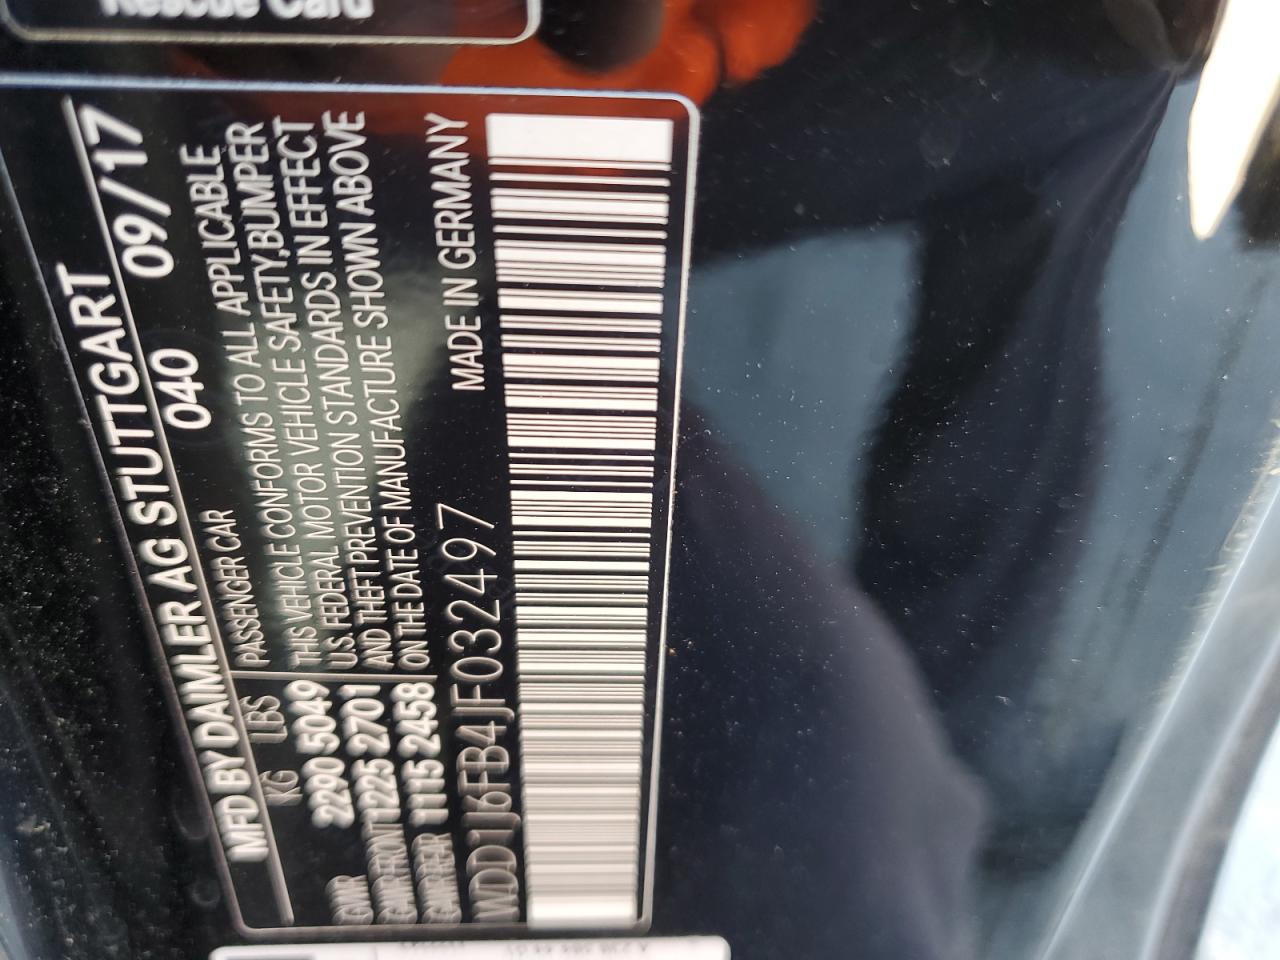 Rescue Card
MFD BY DAIMLER AG STUTTGART 09/17
040
KG LBS PASSENGER CAR
GVWR 2290 5049
GAWR FRONT 1225 2701
GAWR REAR 1115 2458
THIS VEHICLE CONFORMS TO ALL APPLICABLE
U.S. FEDERAL MOTOR VEHICLE SAFETY,BUMPER
AND THEFT PREVENTION STANDARDS IN EFFECT
ON THE DATE OF MANUFACTURE SHOWN ABOVE
WDD1J6FB4JF032497 MADE IN GERMANY